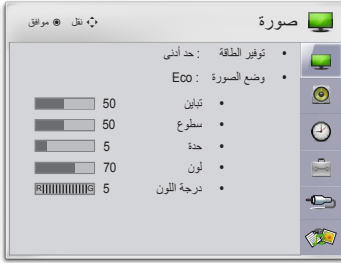 صورة
نقل موافق
• توفير الطاقة : حد أدنى
• وضع الصورة : Eco
• تباين 50
• سطوع 50
• حدة 5
• لون 70
• درجة اللون 5 R G